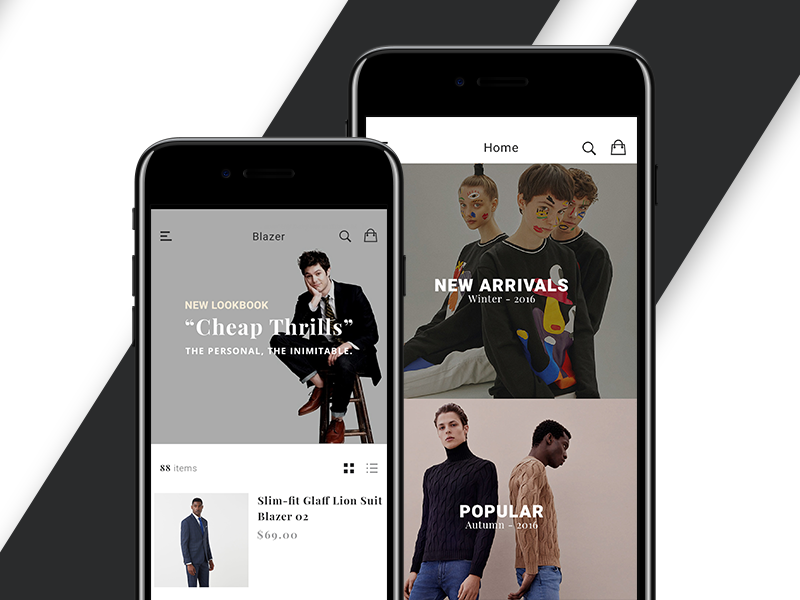 Blazer
NEW LOOKBOOK
“Cheap Thrills”
THE PERSONAL, THE INIMITABLE.
88 items
Slim-fit Glaff Lion Suit
Blazer 02
$69.00
Home
NEW ARRIVALS
Winter - 2016
POPULAR
Autumn - 2016